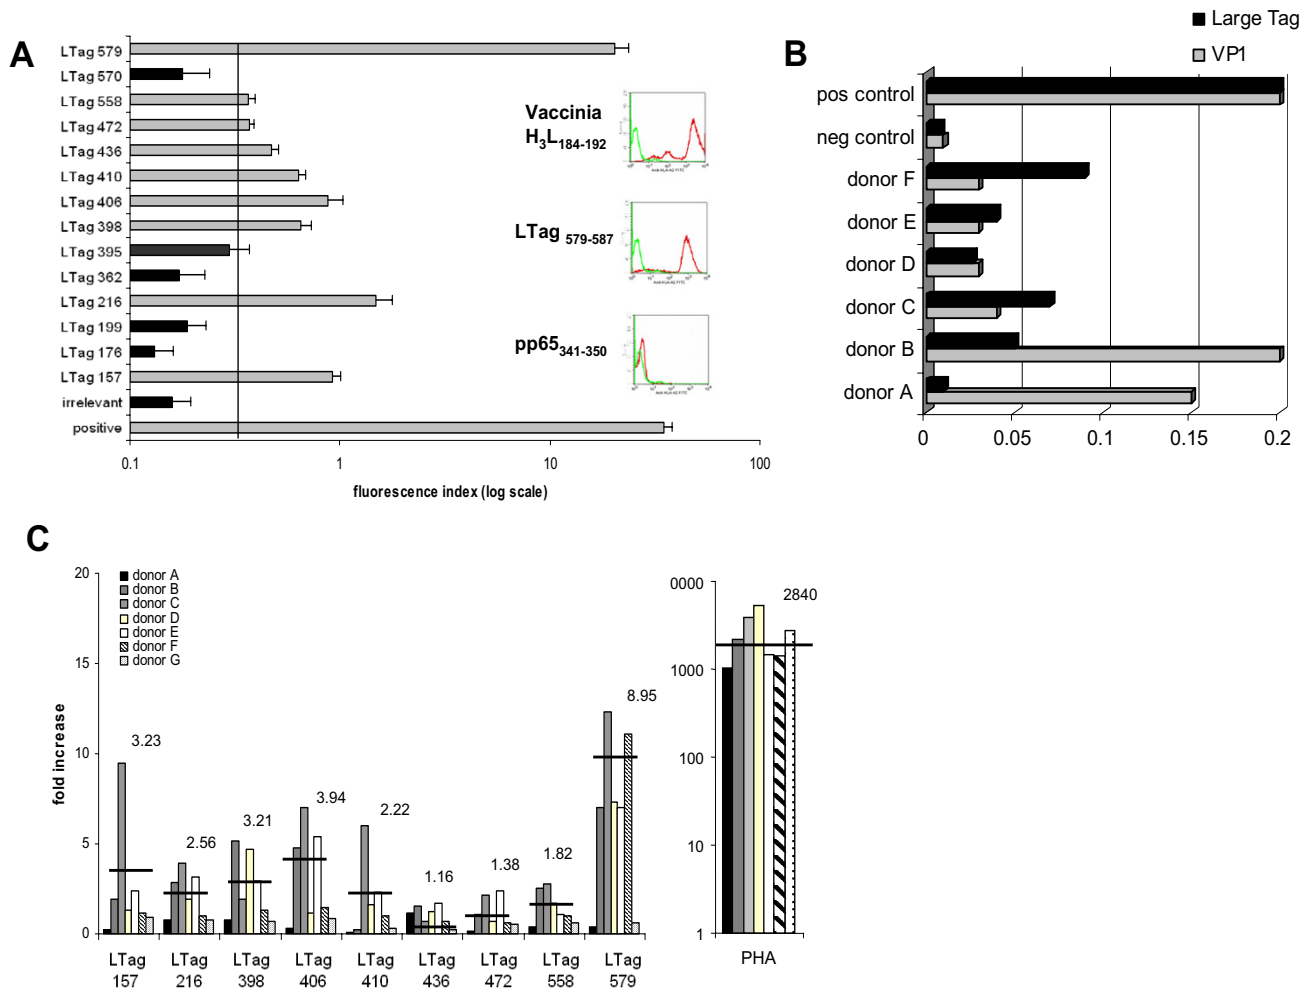 A
LTag 579
LTag 570
LTag 558
LTag 472
LTag 436
LTag 410
LTag 406
LTag 398
LTag 395
LTag 362
LTag 216
LTag 199
LTag 176
LTag 157
irrelevant
positive
0.1
1
10
100
fluorescence index (log scale)
Vaccinia
H3L184-192
LTag 579-587
pp65341-350
B
Large Tag
VP1
pos control
neg control
donor F
donor E
donor D
donor C
donor B
donor A
0
0.05
0.1
0.15
0.2
C
donor A
donor B
donor C
donor D
donor E
donor F
donor G
fold increase
20
15
10
5
0
3.23
2.56
3.21
3.94
2.22
1.16
1.38
1.82
8.95
LTag 157
LTag 216
LTag 398
LTag 406
LTag 410
LTag 436
LTag 472
LTag 558
LTag 579
0000
1000
100
10
1
2840
PHA